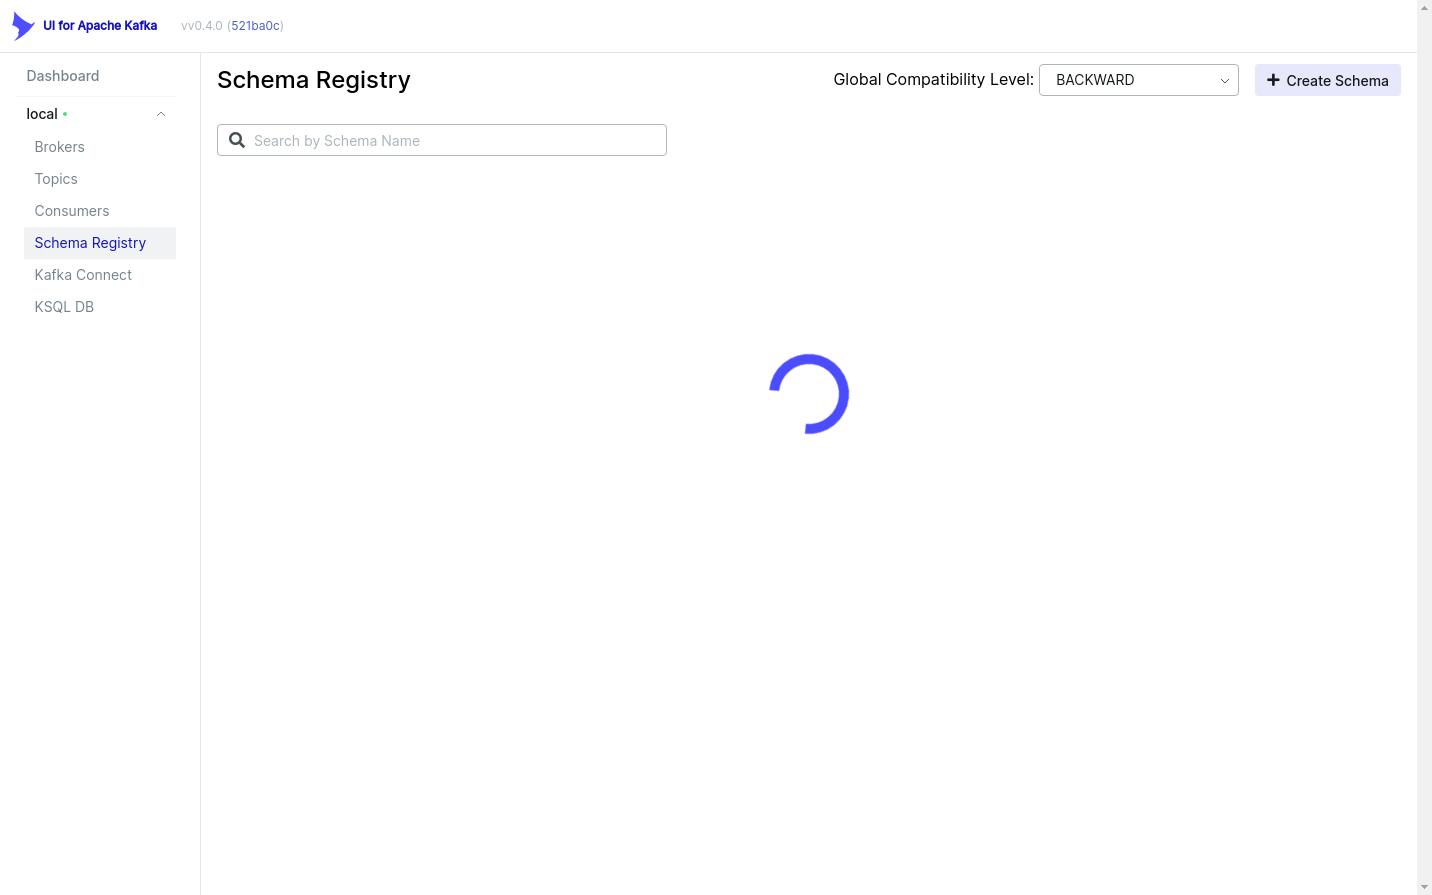 UI for Apache Kafka
vv0.4.0 (521ba0c)
Dashboard
local
Brokers
Topics
Consumers
Schema Registry
Kafka Connect
KSQL DB
Schema Registry
Global Compatibility Level: BACKWARD
Create Schema
Search by Schema Name